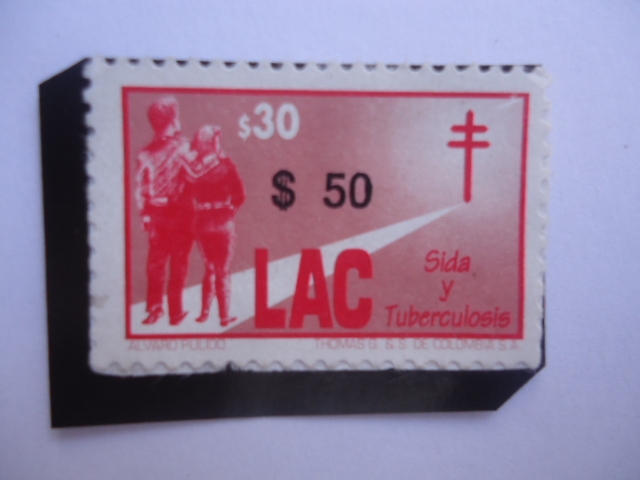 $30
$ 50
LAC
Sida
y
Tuberculosis
ALVARO PULIDO
THOMAS G. & S. DE COLOMBIA S.A.